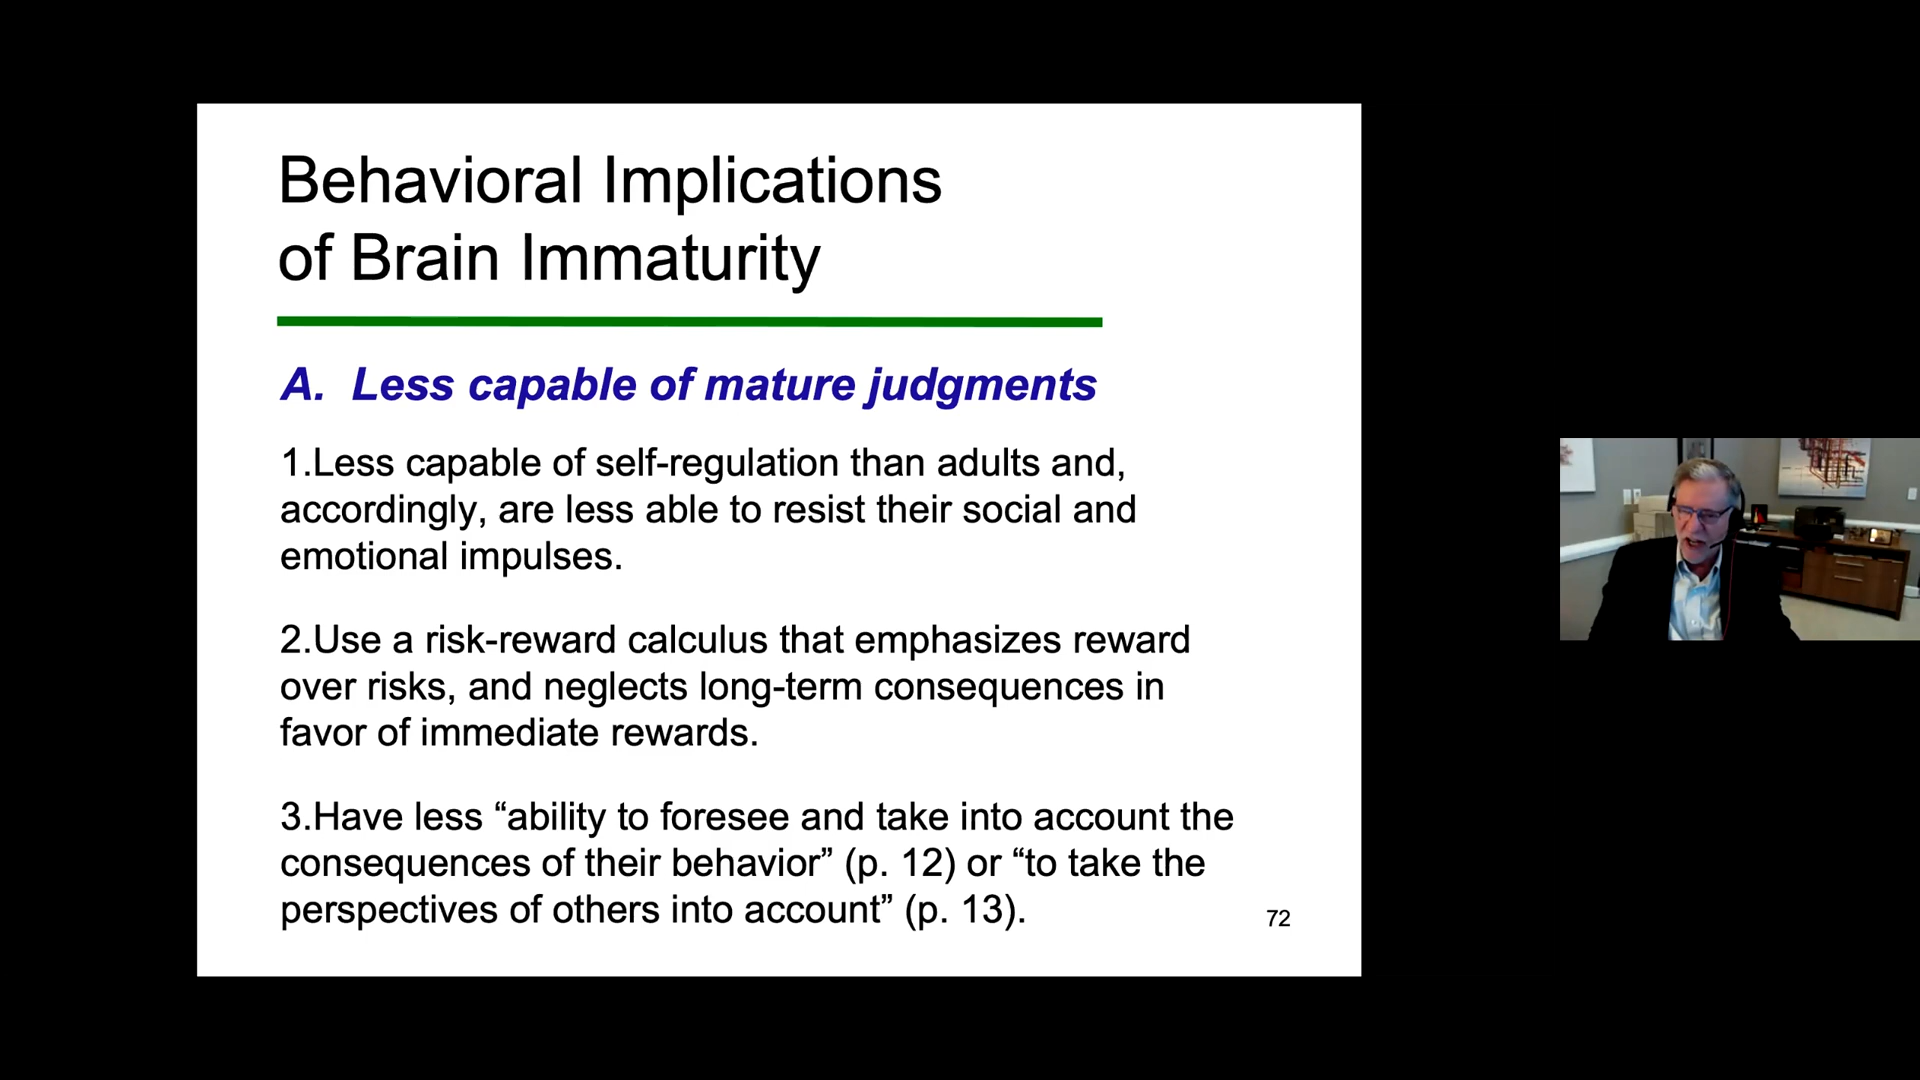 Behavioral Implications
of Brain Immaturity
A. Less capable of mature judgments
1.Less capable of self-regulation than adults and,
accordingly, are less able to resist their social and
emotional impulses.
2.Use a risk-reward calculus that emphasizes reward
over risks, and neglects long-term consequences in
favor of immediate rewards.
3.Have less “ability to foresee and take into account the
consequences of their behavior” (p. 12) or “to take the
perspectives of others into account” (p. 13).
72